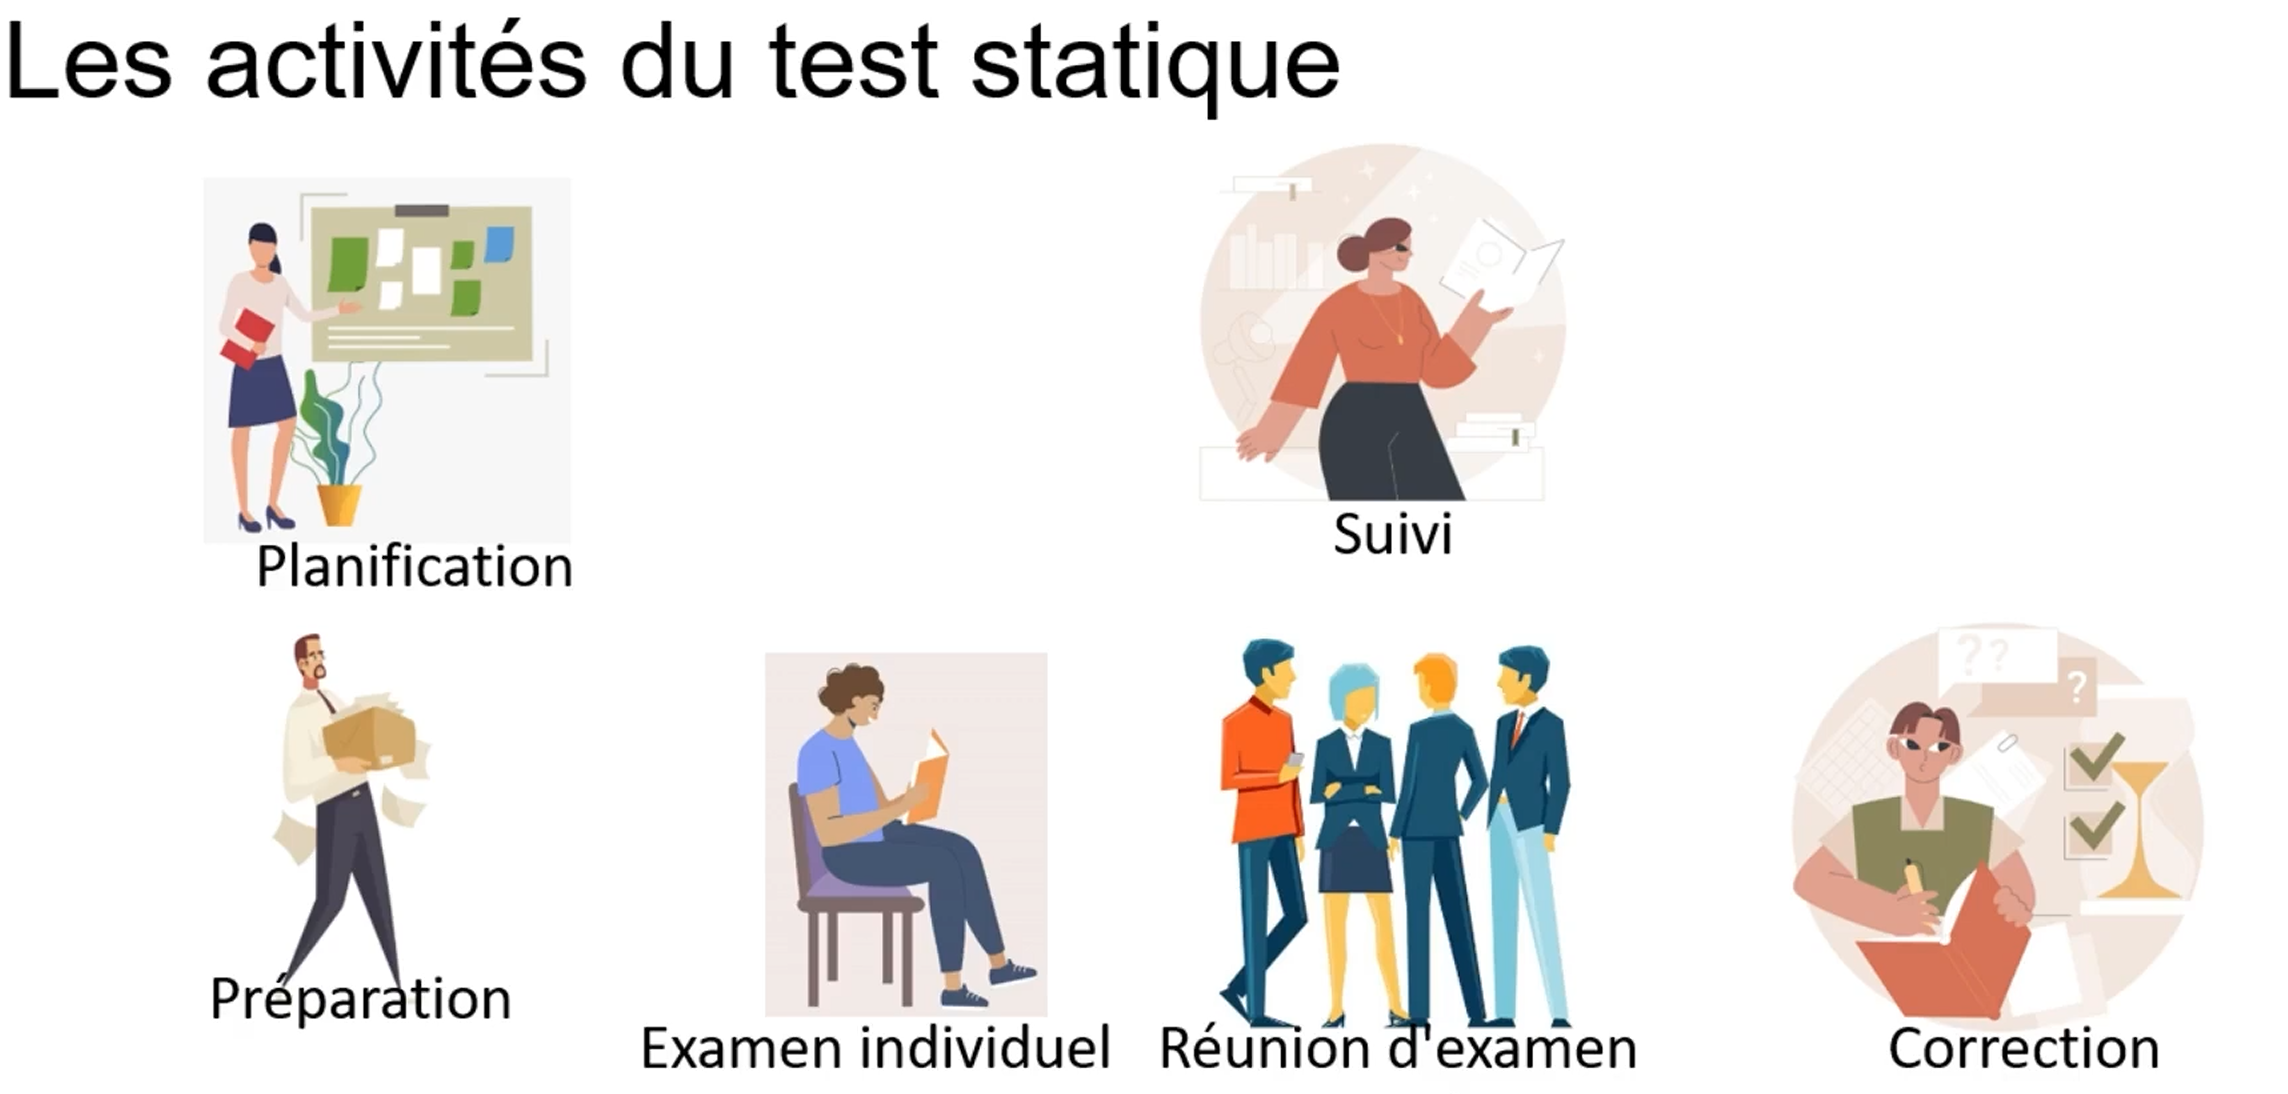 Les activités du test statique
Planification
Suivi
Préparation
Examen individuel
Réunion d'examen
Correction
??
?